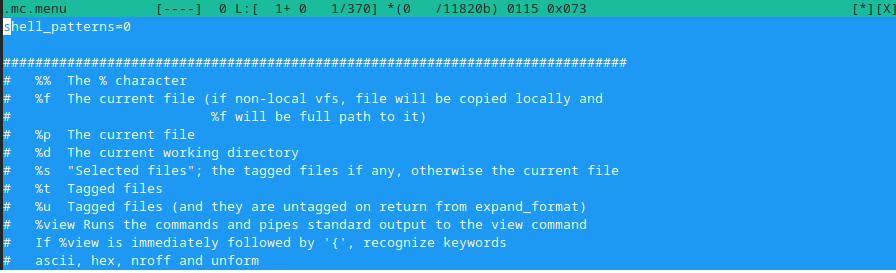 .mc.menu [----] 0 L:[ 1+ 0 1/370] *(0 /11820b) 0115 0x073 [*][X]
shell_patterns=0
##############################################################################
# %% The % character
# %f The current file (if non-local vfs, file will be copied locally and
# %f will be full path to it)
# %p The current file
# %d The current working directory
# %s "Selected files"; the tagged files if any, otherwise the current file
# %t Tagged files
# %u Tagged files (and they are untagged on return from expand_format)
# %view Runs the commands and pipes standard output to the view command
# If %view is immediately followed by '{', recognize keywords
# ascii, hex, nroff and unform